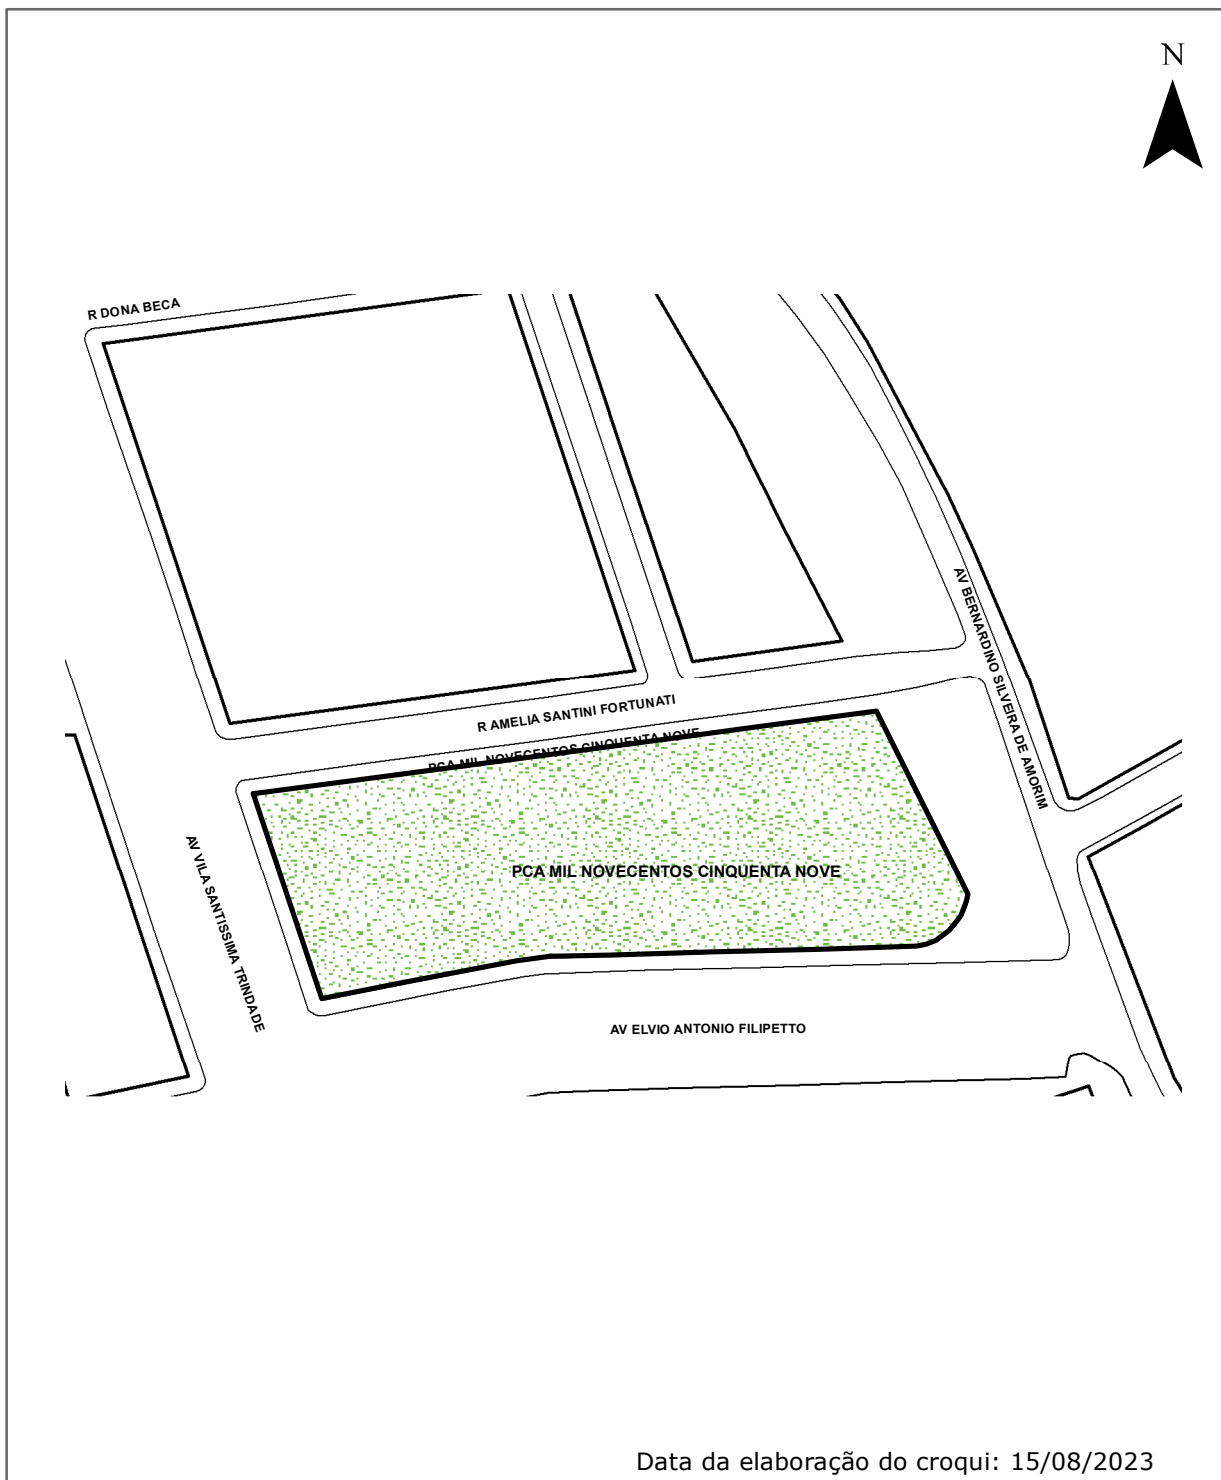 N
R DONA BECA
AV BERNARDINO SILVEIRA DE AMORIM
R AMELIA SANTINI FORTUNATI
PCA MIL NOVECENTOS CINQUENTA NOVE
AV VILA SANTISSIMA TRINDADE
PCA MIL NOVECENTOS CINQUENTA NOVE
AV ELVIO ANTONIO FILIPETTO
Data da elaboração do croqui: 15/08/2023